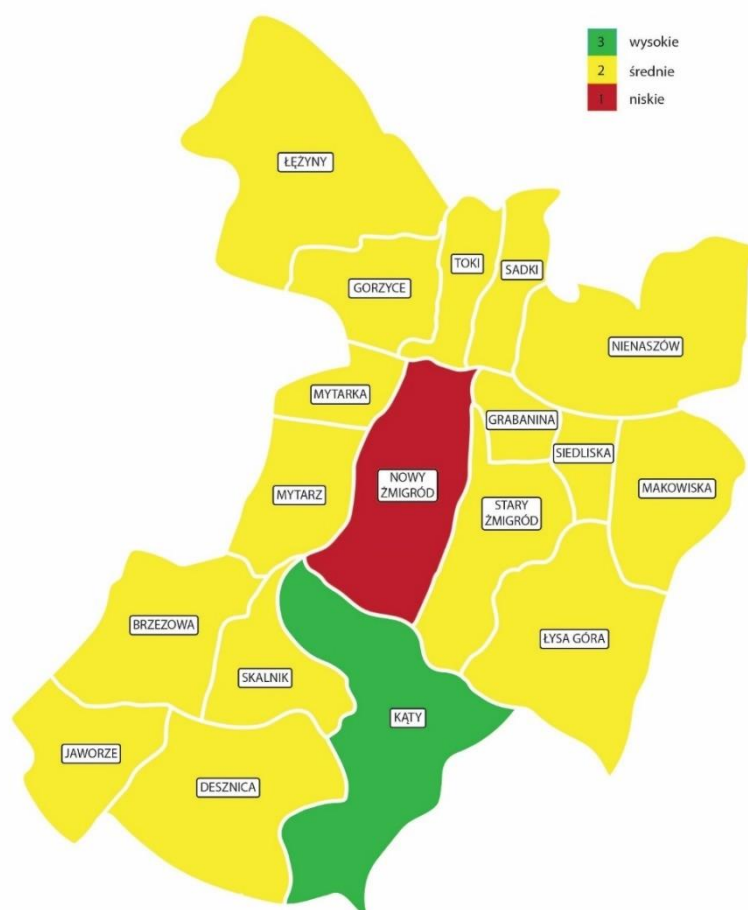 3 wysokie
2 średnie
1 niskie
ŁĘŻYNY
TOKI
SADKI
GORZYCE
NIENASZÓW
MYTARKA
GRABANINA
SIEDLISKA
NOWY
ŻMIGRÓD
MAKOWISKA
MYTARZ
STARY
ŻMIGRÓD
BRZEZOWA
ŁYSA GÓRA
SKALNIK
KĄTY
JAWORZE
DESZNICA